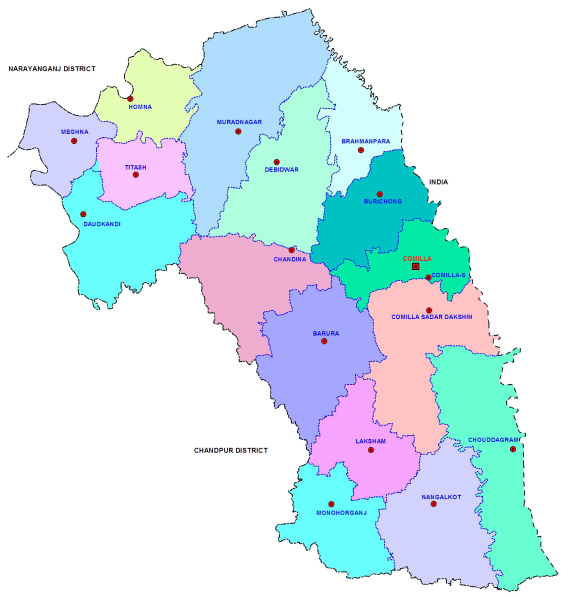 NARAYANGANJ DISTRICT
HOMNA
MURADNAGAR
MEGHNA
BRAHMANPARA
TITASH
DEBIDWAR
INDIA
BURICHONG
DAUDKANDI
CHANDINA
COMILLA
COMILLA-S
COMILLA SADAR DAKSHIN
BARURA
LAKSHAM
CHOUDDAGRAM
CHANDPUR DISTRICT
NANGALKOT
MONOHORGANJ